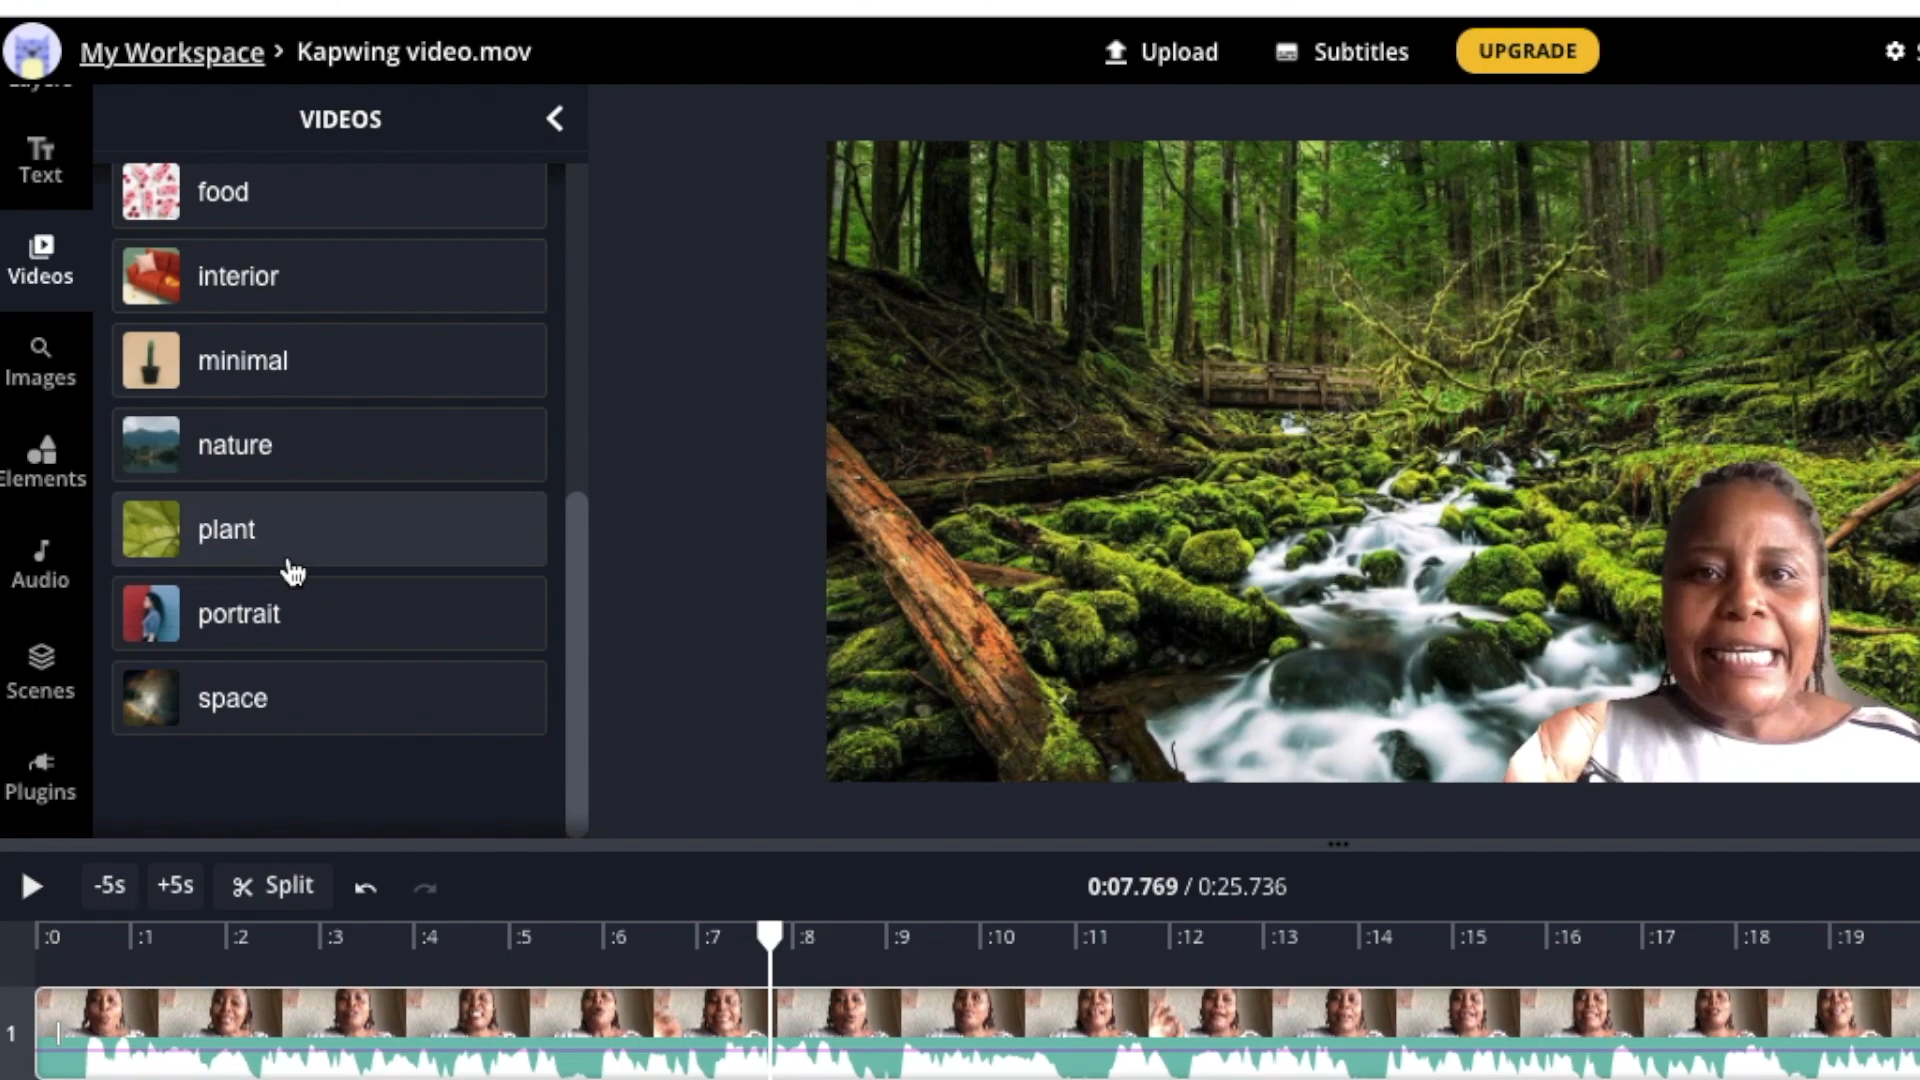 My Workspace > Kapwing video.mov
Upload
Subtitles
UPGRADE
Layers
Text
Videos
Images
Elements
Audio
Scenes
Plugins
VIDEOS
food
interior
minimal
nature
plant
portrait
space
-5s
+5s
Split
0:07.769 / 0:25.736
:0 :1 :2 :3 :4 :5 :6 :7 :8 :9 :10 :11 :12 :13 :14 :15 :16 :17 :18 :19
1